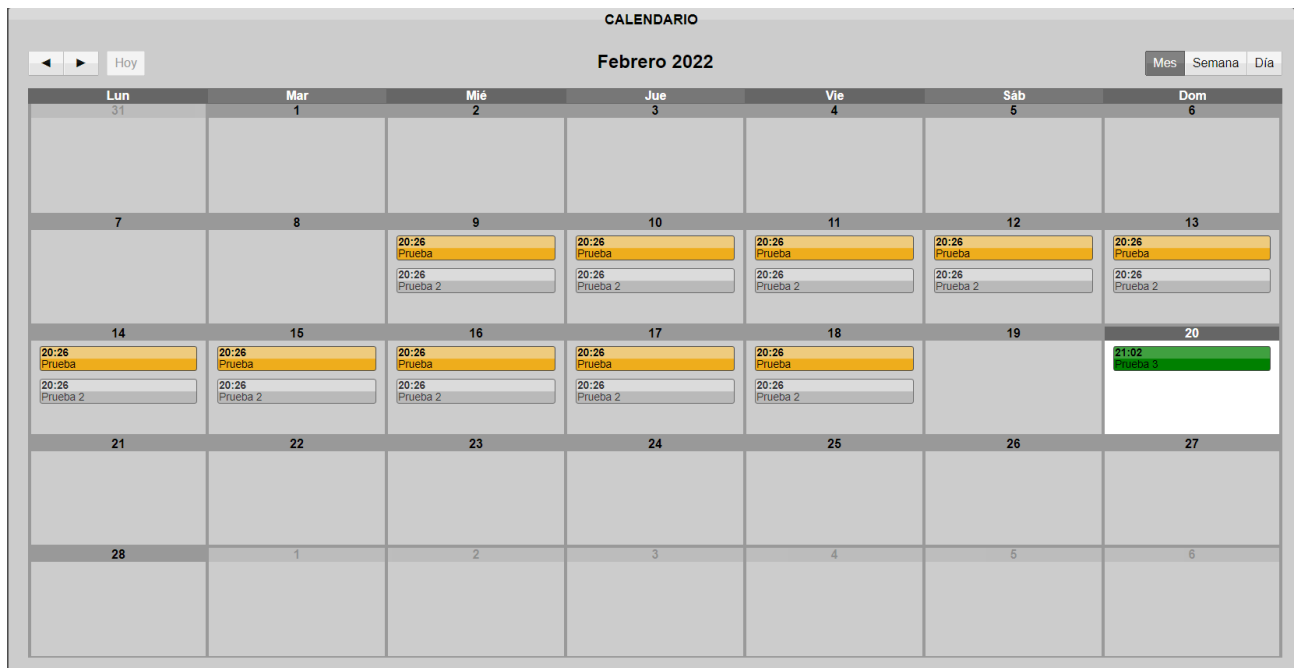 CALENDARIO
◄ ► Hoy Febrero 2022 Mes Semana Día
Lun Mar Mié Jue Vie Sáb Dom
31 1 2 3 4 5 6
7 8 9 10 11 12 13
20:26 20:26 20:26 20:26 20:26
Prueba Prueba Prueba Prueba Prueba
20:26 20:26 20:26 20:26 20:26
Prueba 2 Prueba 2 Prueba 2 Prueba 2 Prueba 2
14 15 16 17 18 19 20
20:26 20:26 20:26 20:26 20:26 21:02
Prueba Prueba Prueba Prueba Prueba Prueba 3
20:26 20:26 20:26 20:26 20:26
Prueba 2 Prueba 2 Prueba 2 Prueba 2 Prueba 2
21 22 23 24 25 26 27
28 1 2 3 4 5 6